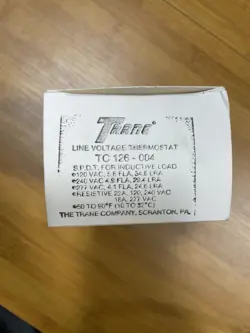 TRANE
LINE VOLTAGE THERMOSTAT
TC 126 - 004
S.P.D.T. FOR INDUCTIVE LOAD
•120 VAC, 5.8 FLA, 34.8 LRA
•240 VAC 4.9 FLA, 29.4 LRA
•277 VAC, 4.1 FLA, 24.6 LRA
•RESISTIVE 22A, 120, 240 VAC
18A, 277 VAC
•50 TO 90°F (10 TO 32°C)
THE TRANE COMPANY, SCRANTON, PA.